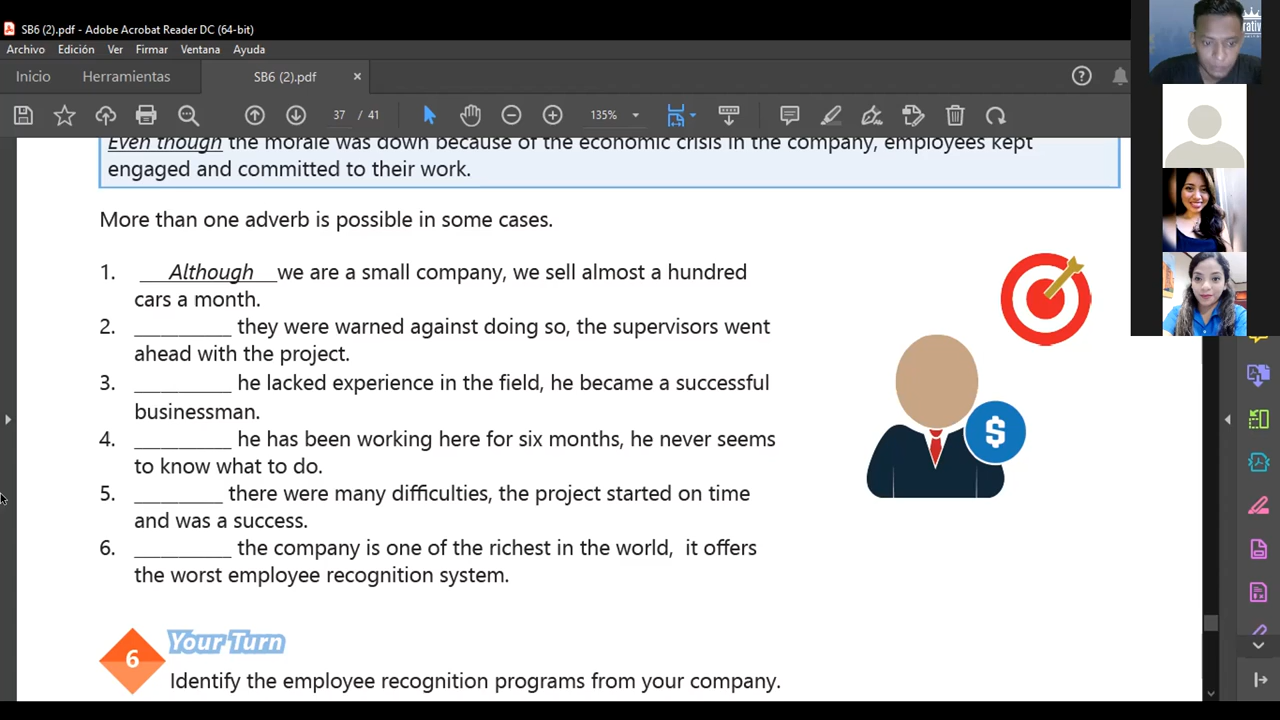 SB6 (2).pdf - Adobe Acrobat Reader DC (64-bit)
Archivo Edición Ver Firmar Ventana Ayuda
Inicio Herramientas SB6 (2).pdf ×
37 / 41 135%
Even though the morale was down because of the economic crisis in the company, employees kept
engaged and committed to their work.
More than one adverb is possible in some cases.
1. ___Although___we are a small company, we sell almost a hundred
cars a month.
2. __________ they were warned against doing so, the supervisors went
ahead with the project.
3. __________ he lacked experience in the field, he became a successful
businessman.
4. __________ he has been working here for six months, he never seems
to know what to do.
5. _________ there were many difficulties, the project started on time
and was a success.
6. __________ the company is one of the richest in the world,  it offers
the worst employee recognition system.
$
6 Your Turn
Identify the employee recognition programs from your company.